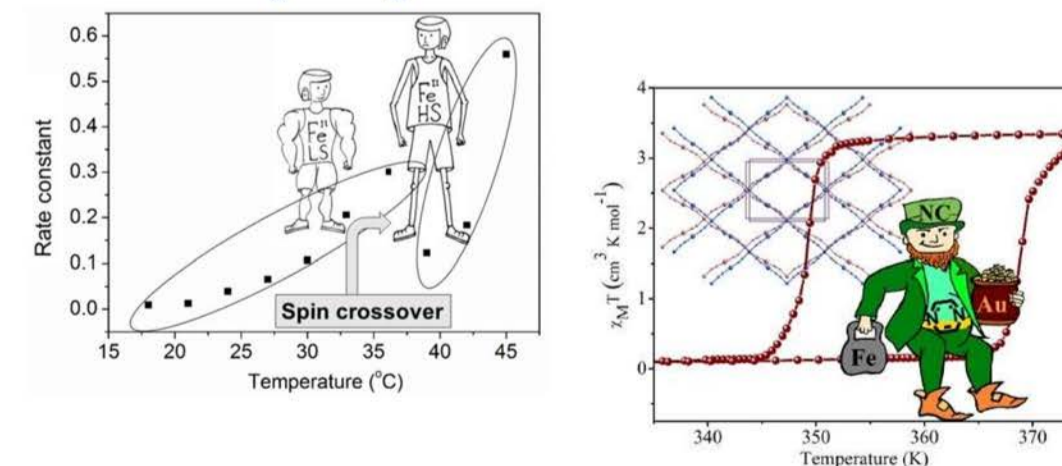 Rate constant
0.6
0.5
0.4
0.3
0.2
0.1
0.0
Fe II
LS
Fe II
HS
Spin crossover
15 20 25 30 35 40 45
Temperature (°C)
χMT (cm³ K mol⁻¹)
4
3
2
1
0
NC
N N
Au
Fe
340 350 360 370
Temperature (K)